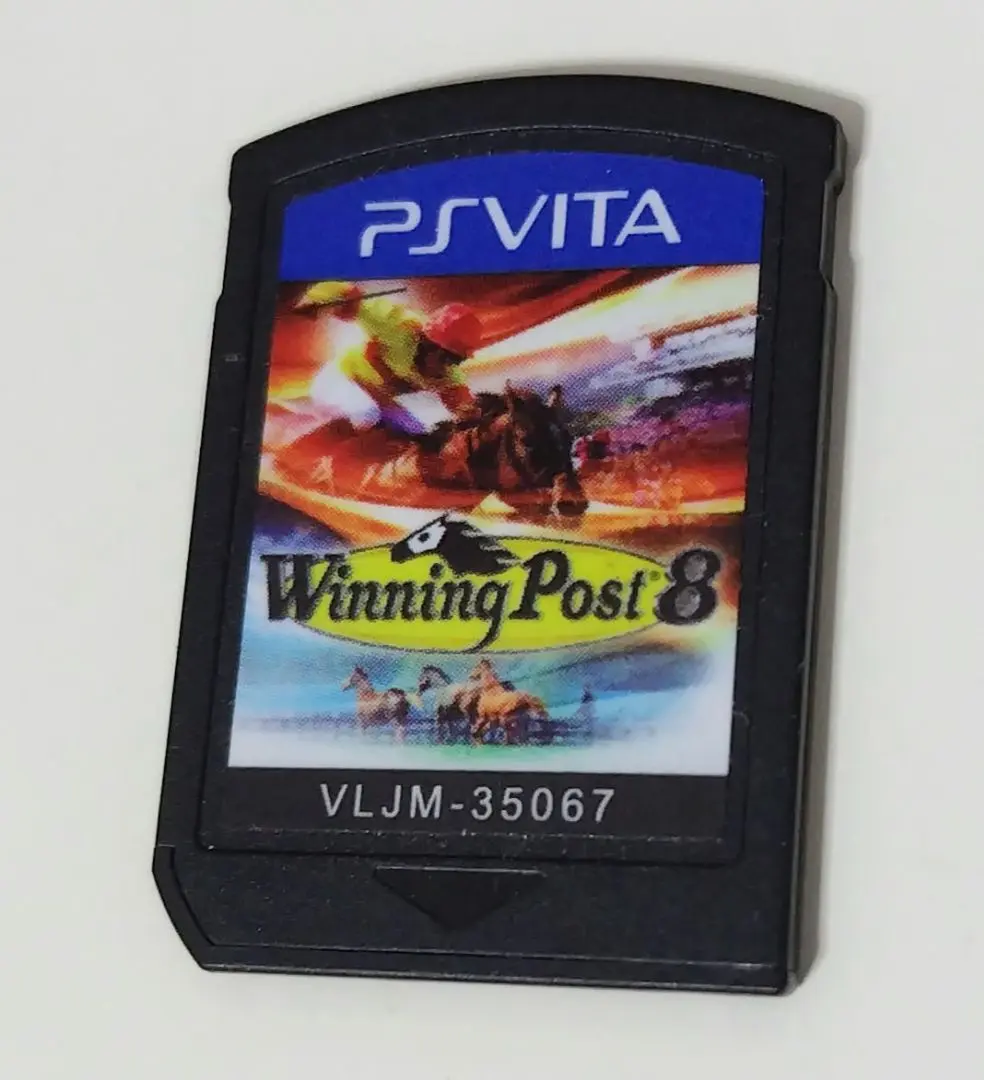 PSVITA
Winning Post 8
VLJM-35067